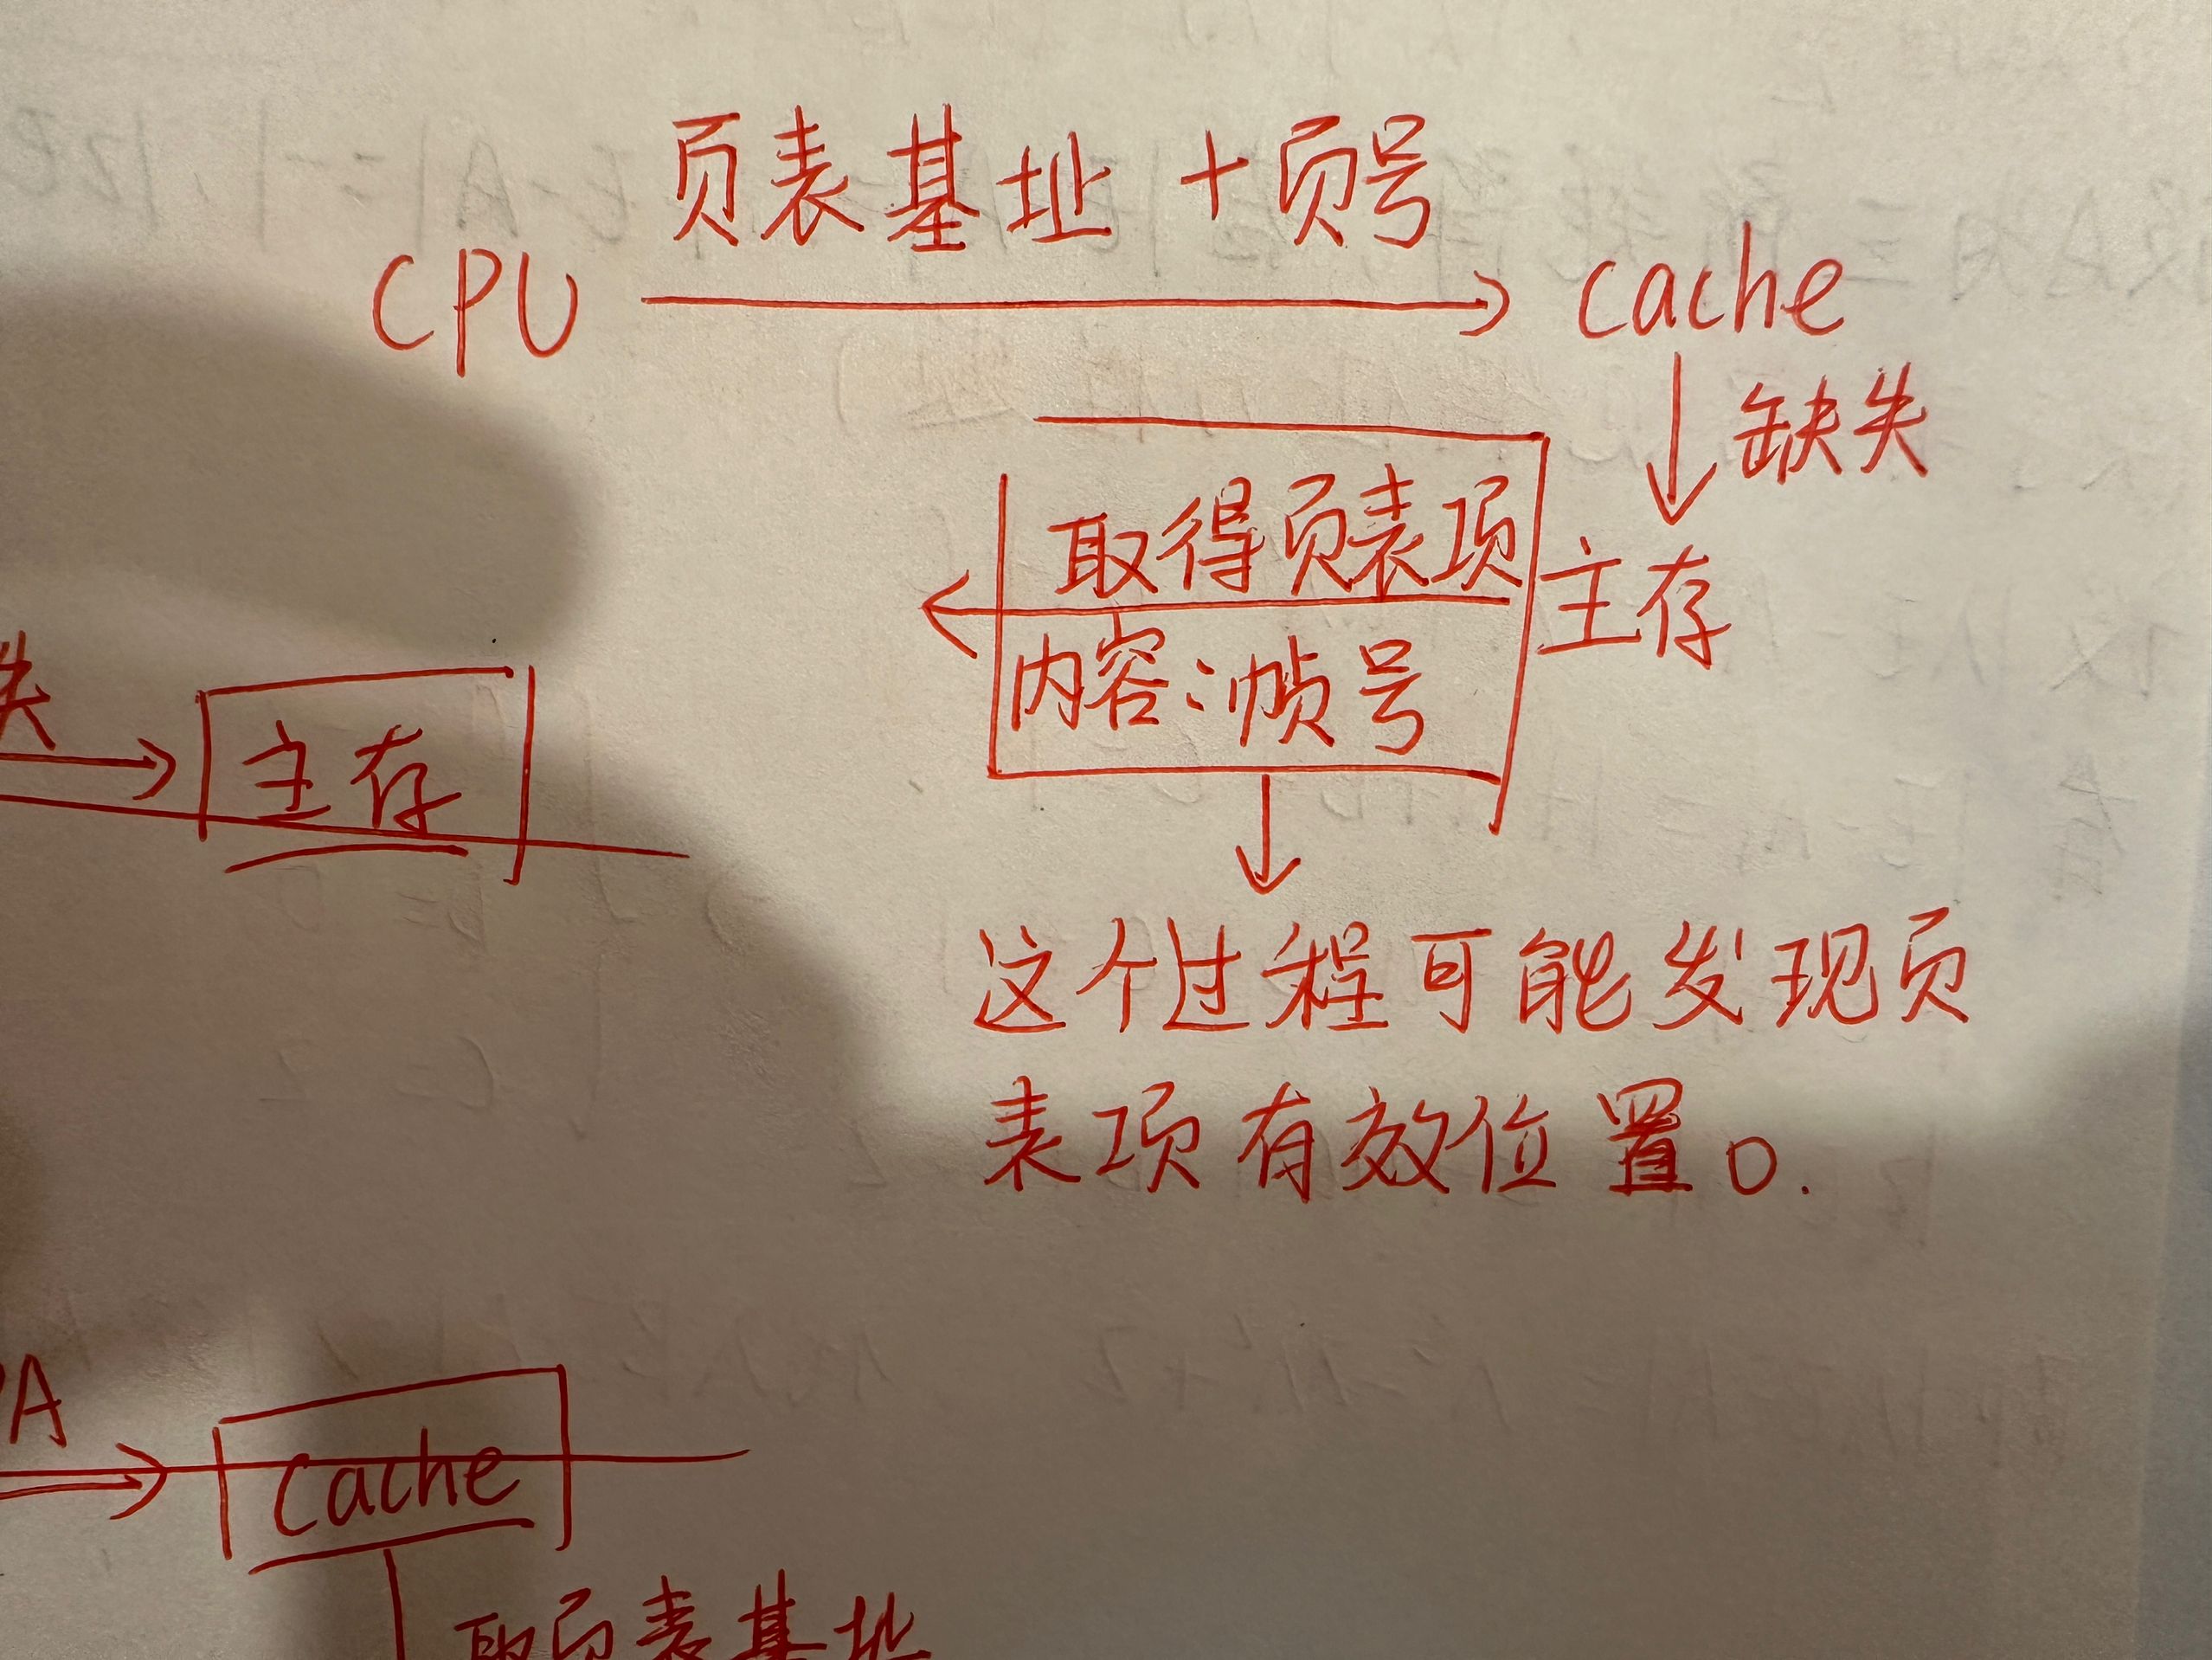 页表基址 + 页号
CPU
cache
缺失
取得页表项
主存
内容：帧号
失
主存
这个过程可能发现页
表项有效位置0.
A
cache
取页表基址